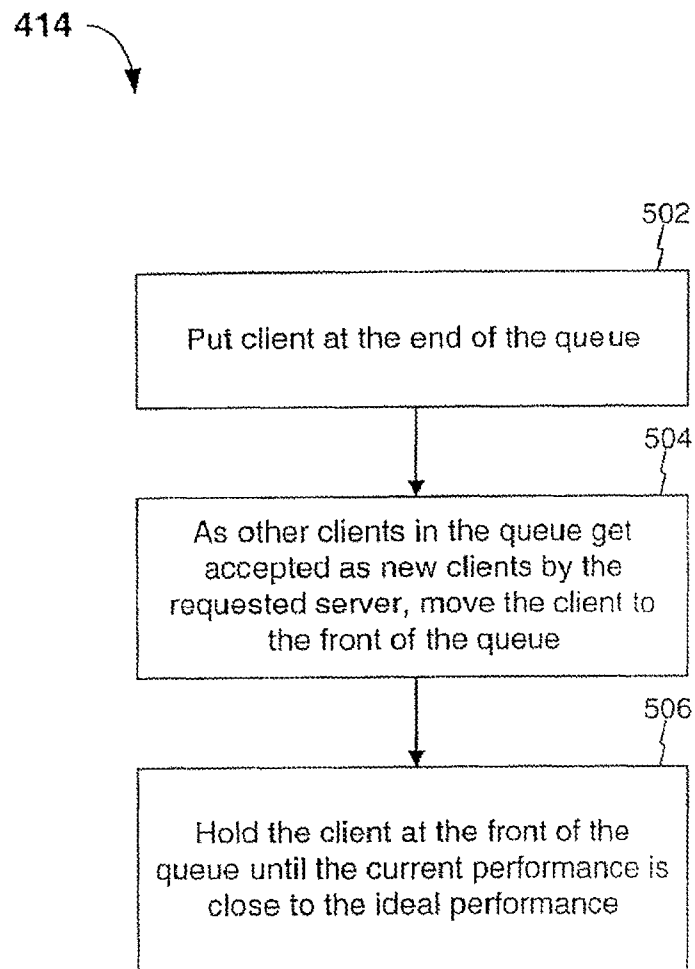 414
502
Put client at the end of the queue
504
As other clients in the queue get
accepted as new clients by the
requested server, move the client to
the front of the queue
506
Hold the client at the front of the
queue until the current performance is
close to the ideal performance